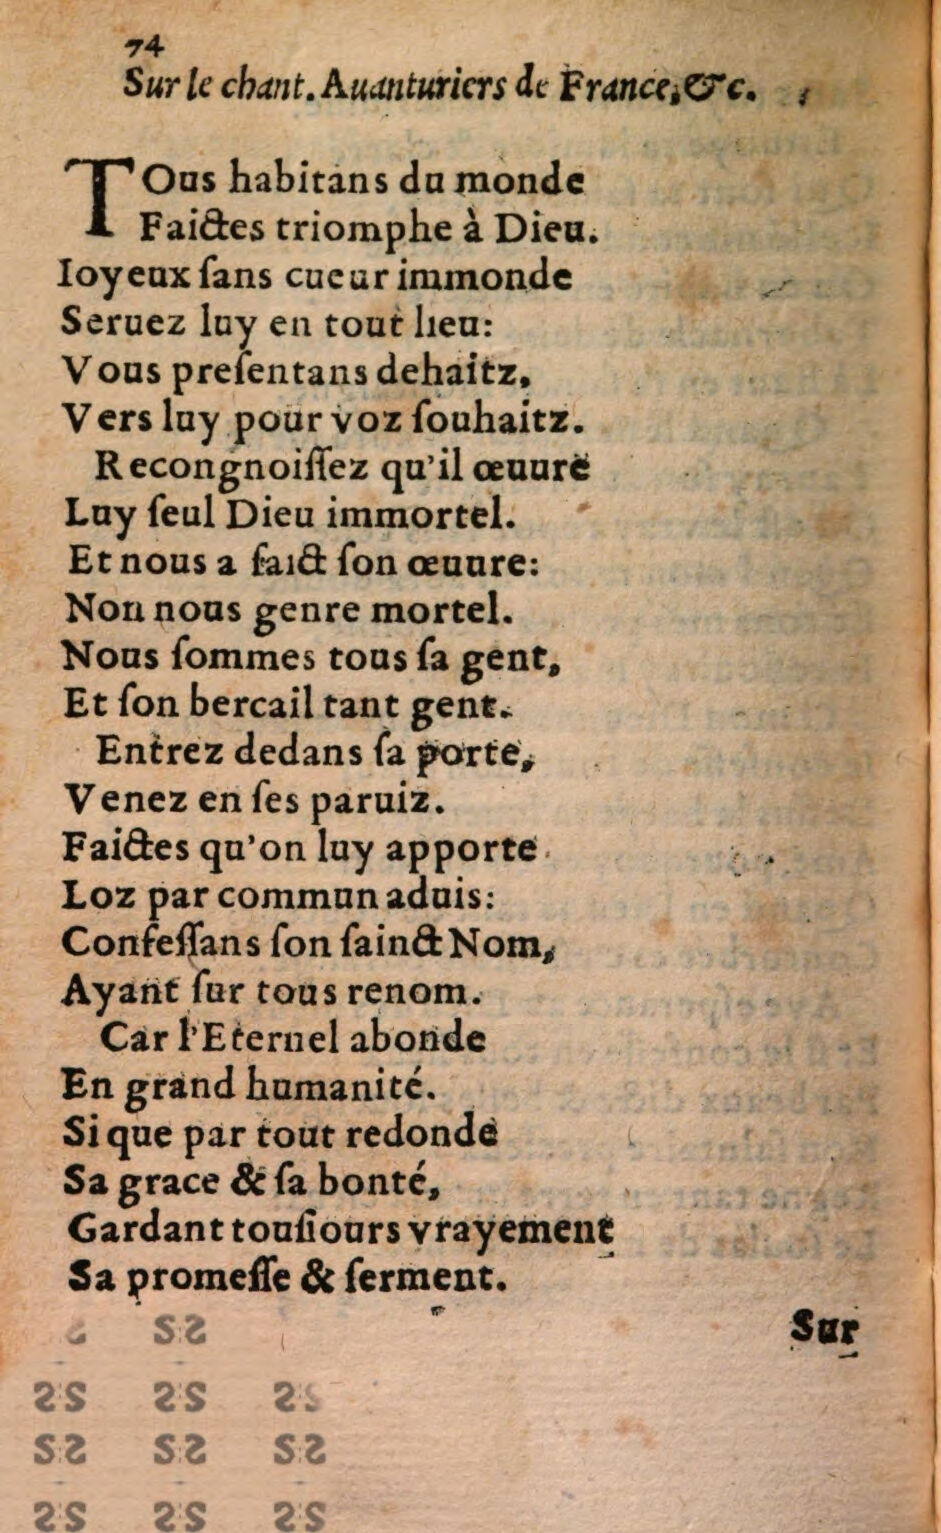 74
Sur le chant. Auanturiers de France, &c.
TOus habitans du monde
Faictes triomphe à Dieu.
Ioyeux ſans cueur immonde
Seruez luy en tout lieu:
Vous preſentans dehaitz,
Vers luy pour voz ſouhaitz.
Recongnoiſſez qu'il œuure
Luy ſeul Dieu immortel.
Et nous a faict ſon œuure:
Non nous genre mortel.
Nous ſommes tous ſa gent,
Et ſon bercail tant gent.
Entrez dedans ſa porte,
Venez en ſes paruiz.
Faictes qu'on luy apporte
Loz par commun aduis:
Confeſſans ſon ſainct Nom,
Ayant ſur tous renom.
Car l'Eternel abonde
En grand humanité.
Si que par tout redonde
Sa grace & ſa bonté,
Gardant touſiours vrayement
Sa promeſſe & ſerment.
Sur